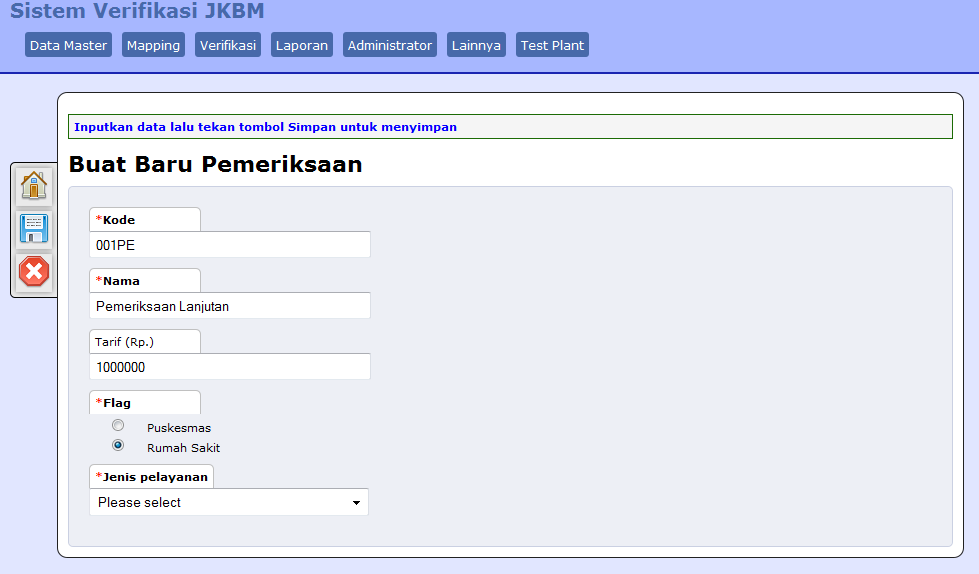 Sistem Verifikasi JKBM
Data Master Mapping Verifikasi Laporan Administrator Lainnya Test Plant
Inputkan data lalu tekan tombol Simpan untuk menyimpan
Buat Baru Pemeriksaan
*Kode
001PE
*Nama
Pemeriksaan Lanjutan
Tarif (Rp.)
1000000
*Flag
Puskesmas
Rumah Sakit
*Jenis pelayanan
Please select